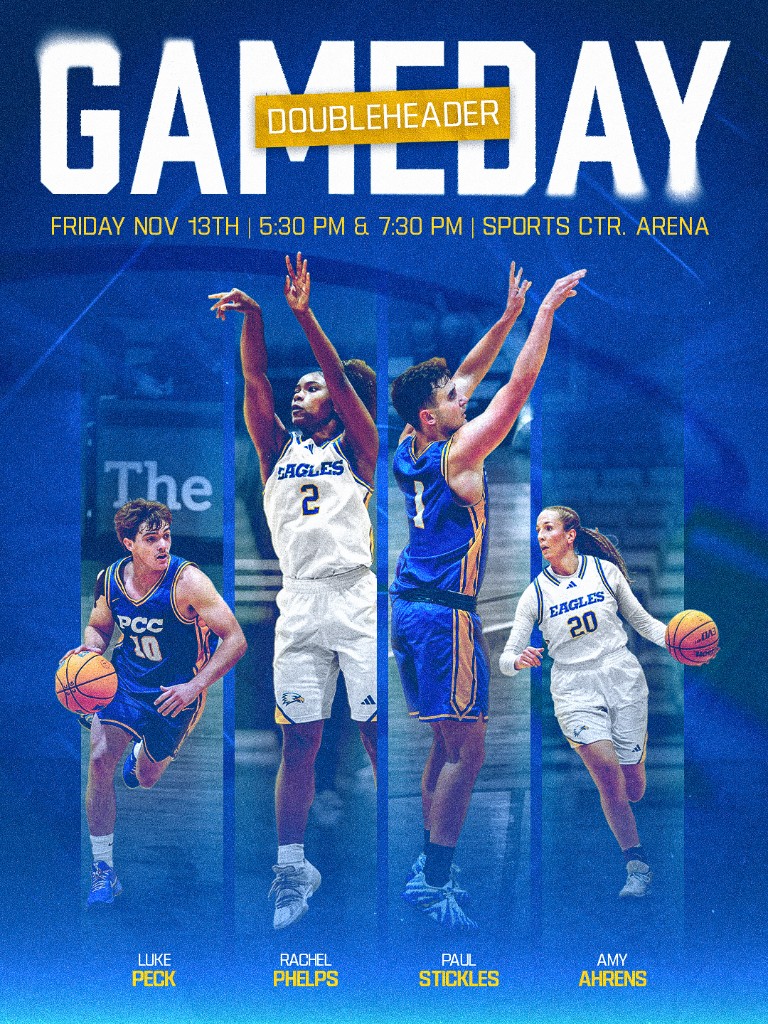 GAMEDAY
DOUBLEHEADER
FRIDAY NOV 13TH | 5:30 PM & 7:30 PM | SPORTS CTR. ARENA
The
EAGLES
2
1
PCC
10
EAGLES
20
LUKE
PECK
RACHEL
PHELPS
PAUL
STICKLES
AMY
AHRENS